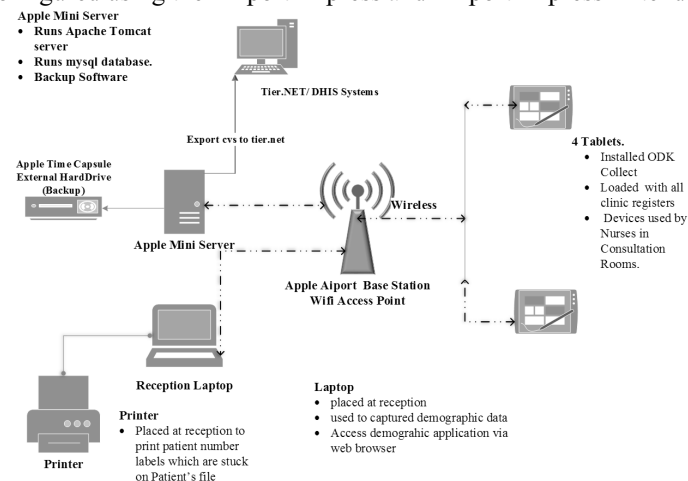 Apple Mini Server
• Runs Apache Tomcat
server
• Runs mysql database.
• Backup Software
Tier.NET/ DHIS Systems
Export cvs to tier.net
Apple Time Capsule
External HardDrive
(Backup)
Apple Mini Server
Wireless
Apple Aiport Base Station
Wifi Access Point
4 Tablets.
• Installed ODK
Collect
• Loaded with all
clinic registers
• Devices used by
Nurses in
Consultation
Rooms.
Reception Laptop
Printer
Printer
• Placed at reception to
print patient number
labels which are stuck
on Patient's file
Laptop
• placed at reception
• used to captured demographic data
• Access demograhic application via
web browser